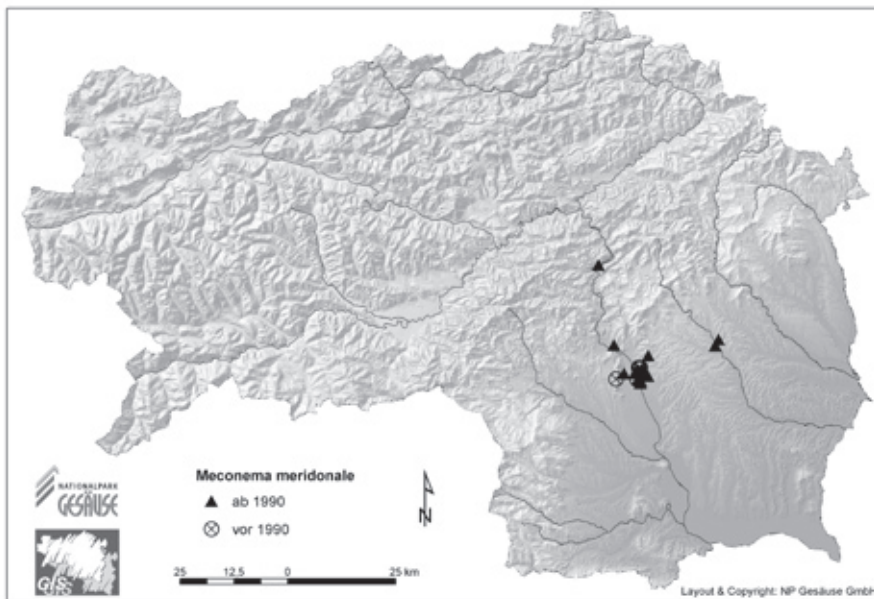 Meconema meridonale
ab 1990
vor 1990
N
NATIONALPARK
GESÄUSE
GIS
25 12,5 0 25 km
Layout & Copyright: NP Gesäuse GmbH